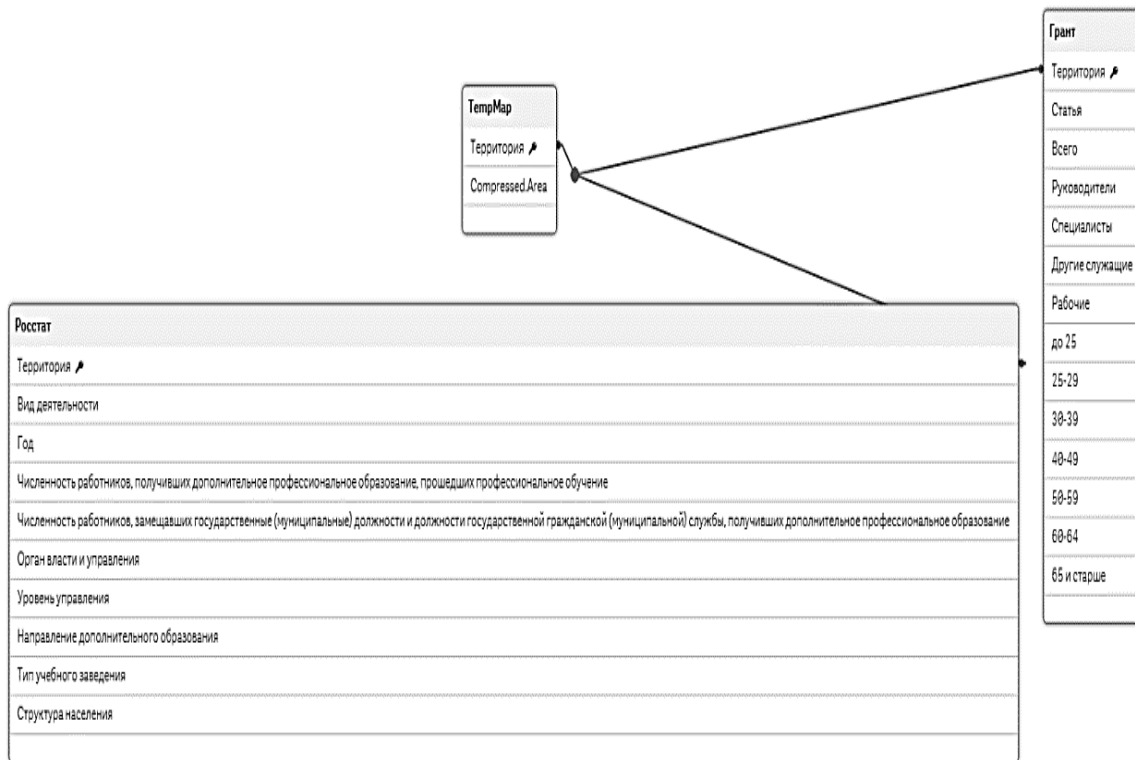 TempMap
Территория
Compressed.Area
Грант
Территория
Статья
Всего
Руководители
Специалисты
Другие служащие
Рабочие
до 25
25-29
30-39
40-49
50-59
60-64
65 и старше
Росстат
Территория
Вид деятельности
Год
Численность работников, получивших дополнительное профессиональное образование, прошедших профессиональное обучение
Численность работников, замещавших государственные (муниципальные) должности и должности государственной гражданской (муниципальной) службы, получивших дополнительное профессиональное образование
Орган власти и управления
Уровень управления
Направление дополнительного образования
Тип учебного заведения
Структура населения